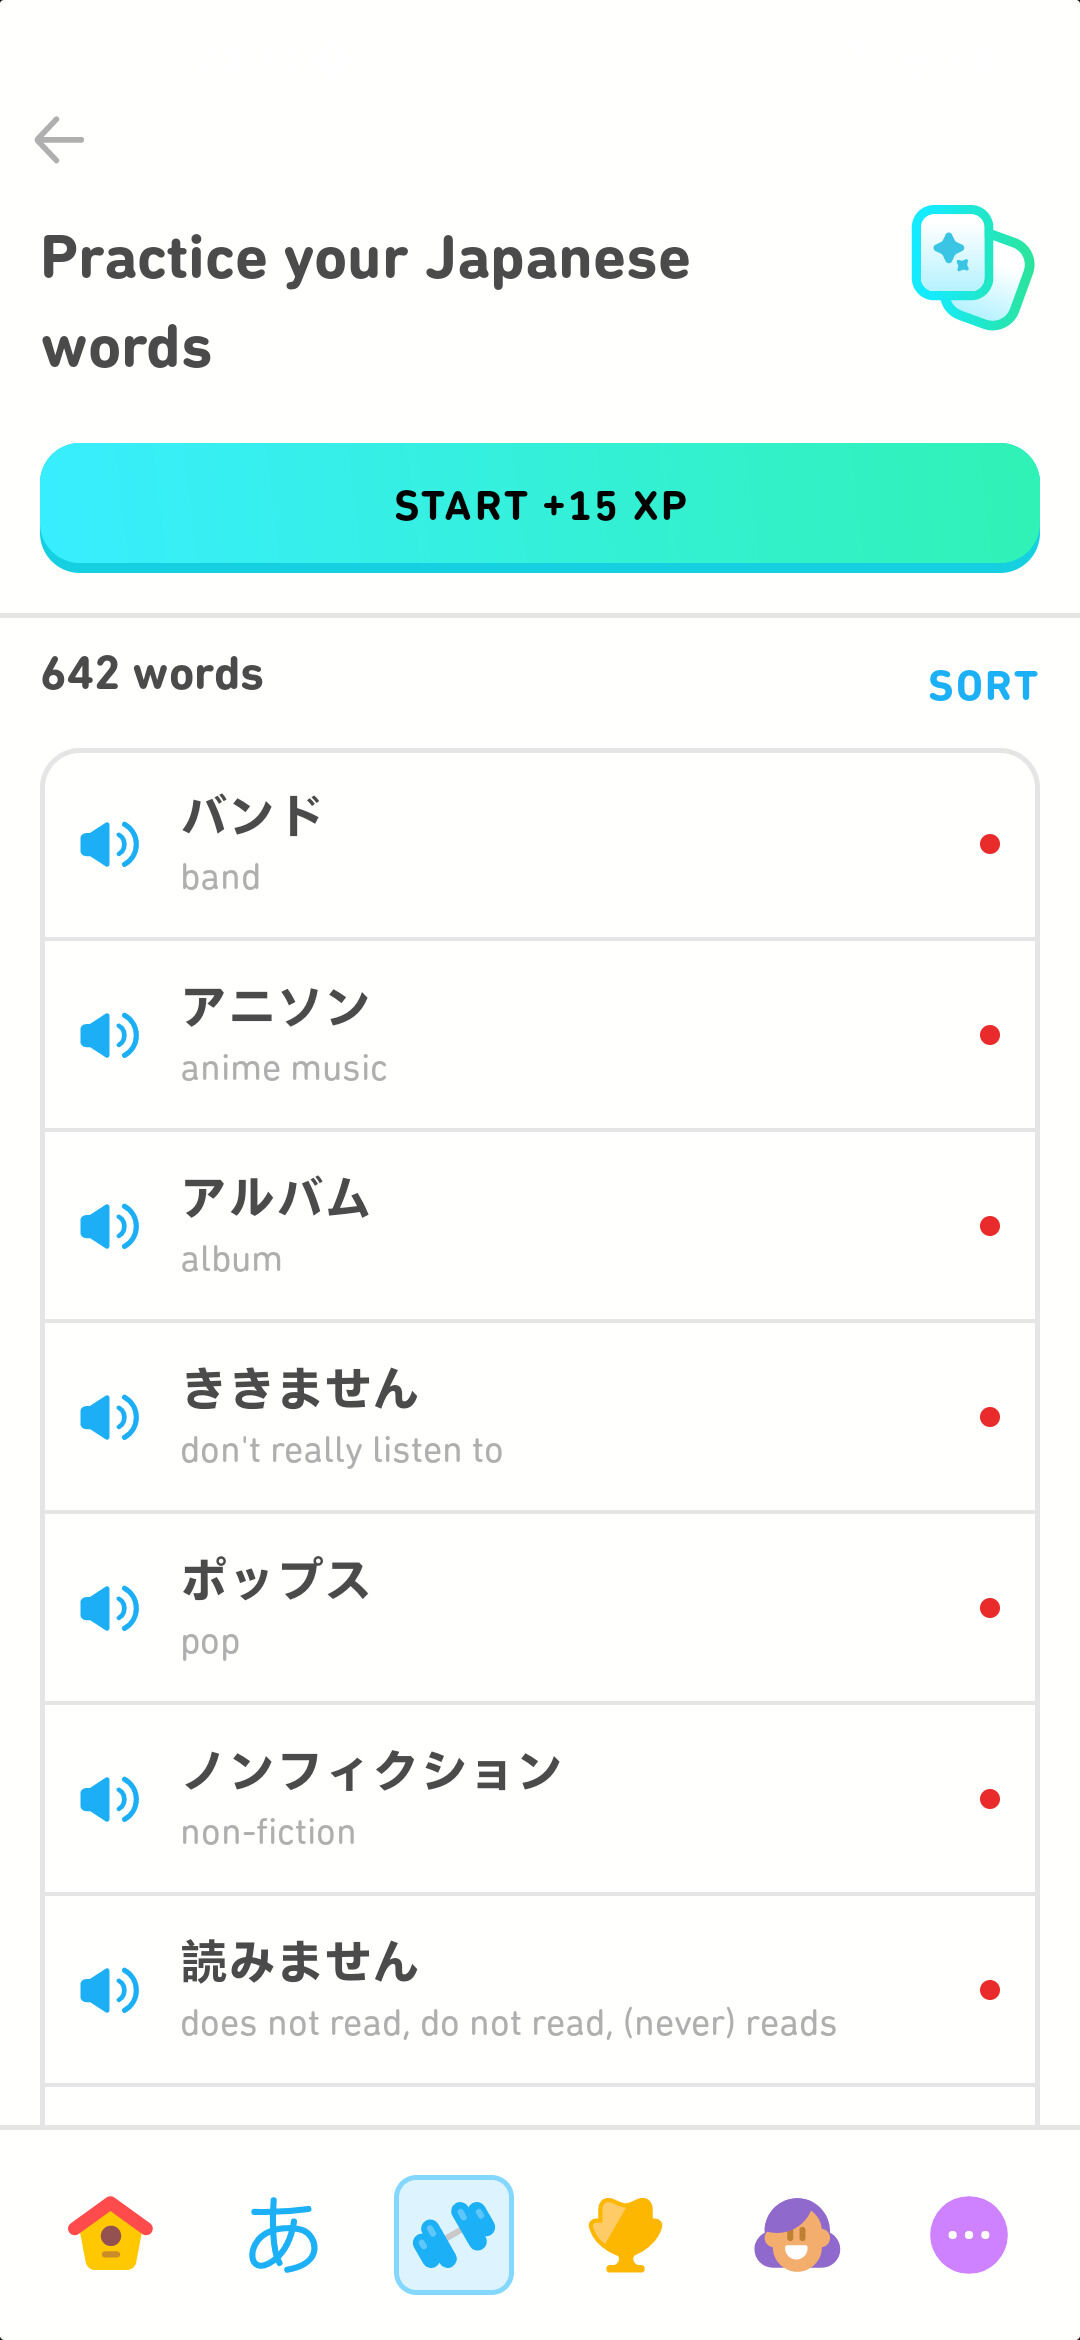 Practice your Japanese
words
START +15 XP
642 words
SORT
バンド
band
アニソン
anime music
アルバム
album
ききません
don't really listen to
ポップス
pop
ノンフィクション
non-fiction
読みません
does not read, do not read, (never) reads
あ